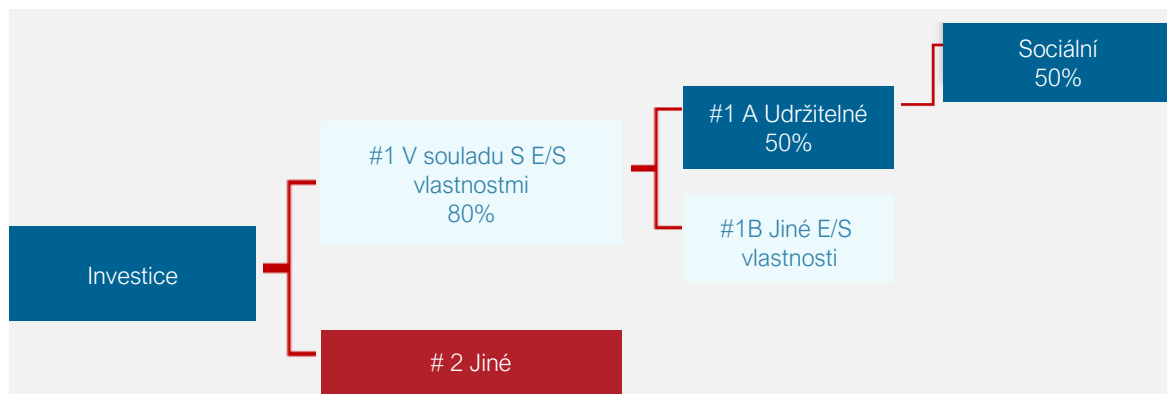 Sociální
50%
#1 A Udržitelné
50%
#1 V souladu S E/S
vlastnostmi
80%
#1B Jiné E/S
vlastnosti
Investice
# 2 Jiné